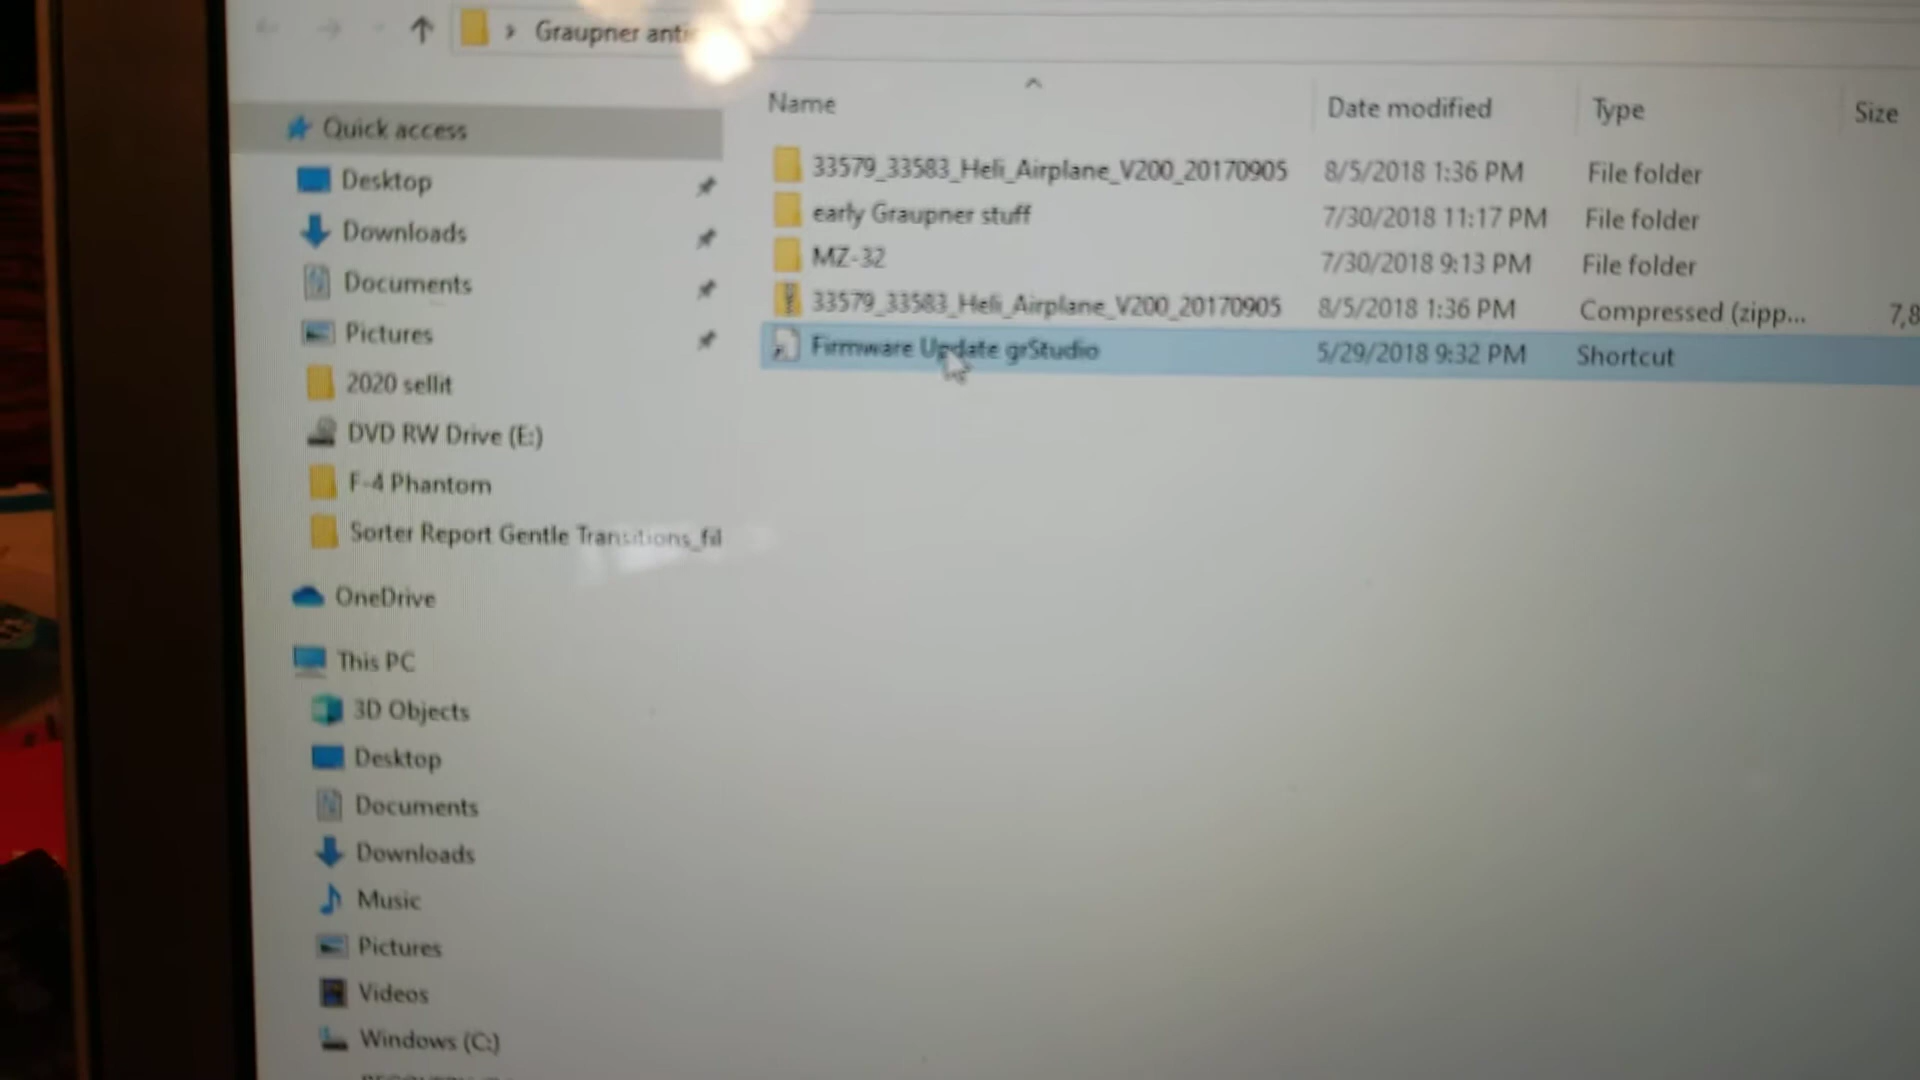 Graupner
Name
Date modified
Type
Size
Quick access
Desktop
Downloads
Documents
Pictures
2020 sellit
DVD RW Drive (E:)
F-4 Phantom
Sorter Report Gentle Transitions_fil
OneDrive
This PC
3D Objects
Desktop
Documents
Downloads
Music
Pictures
Videos
Windows (C:)
33579_33583_Heli_Airplane_V200_20170905 8/5/2018 1:36 PM File folder
early Graupner stuff 7/30/2018 11:17 PM File folder
MZ-32 7/30/2018 9:13 PM File folder
33579_33583_Heli_Airplane_V200_20170905 8/5/2018 1:36 PM Compressed (zipp... 7,8
Firmware Update grStudio 5/29/2018 9:32 PM Shortcut